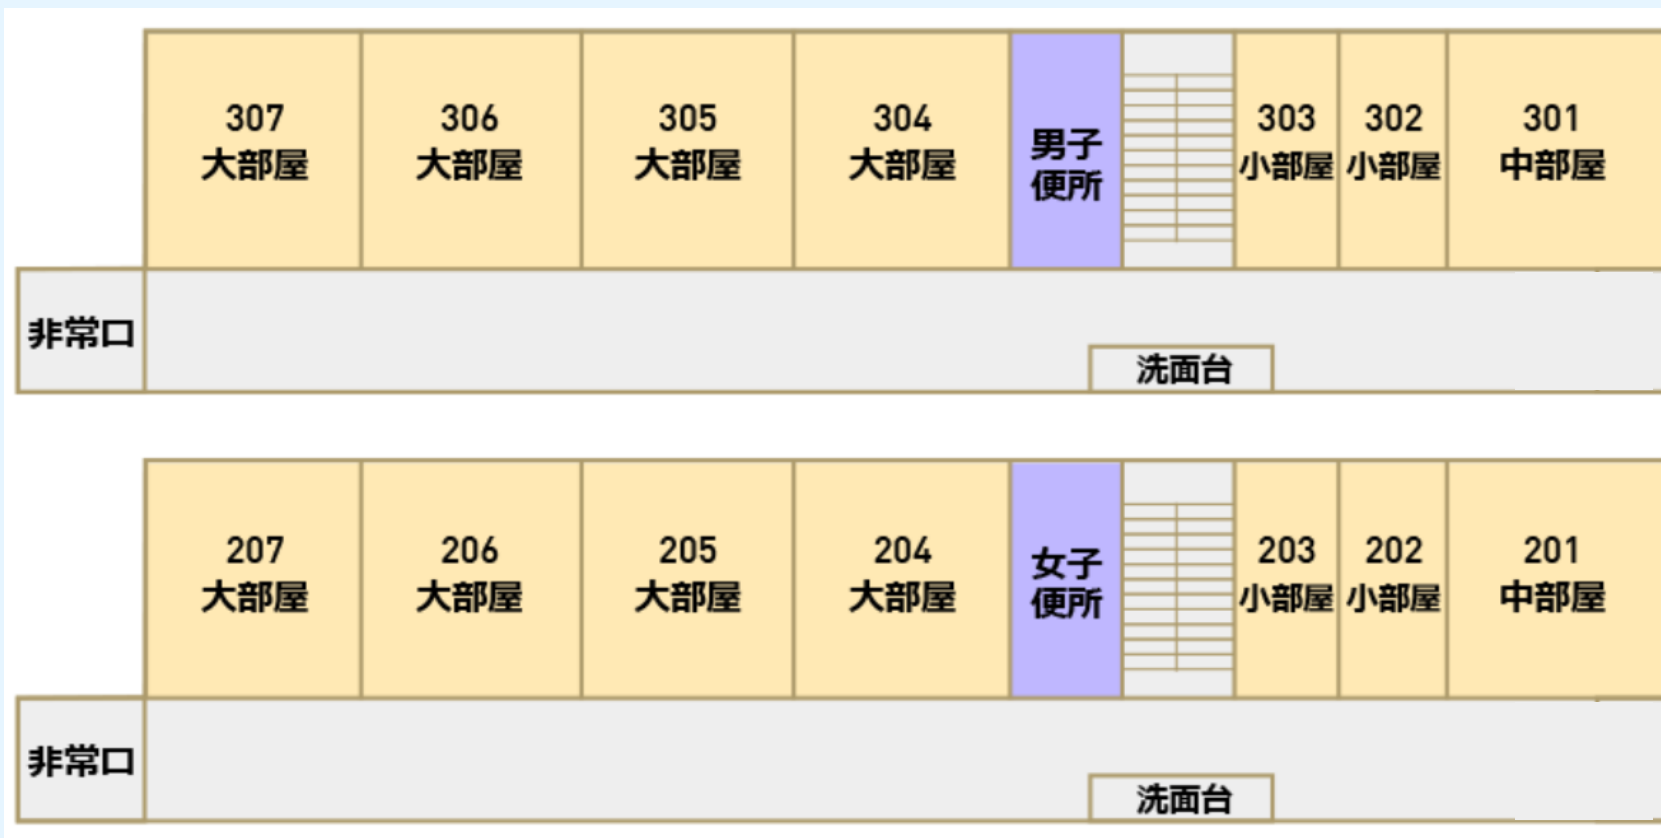 307
大部屋
306
大部屋
305
大部屋
304
大部屋
男子
便所
303
小部屋
302
小部屋
301
中部屋
非常口
洗面台
207
大部屋
206
大部屋
205
大部屋
204
大部屋
女子
便所
203
小部屋
202
小部屋
201
中部屋
非常口
洗面台